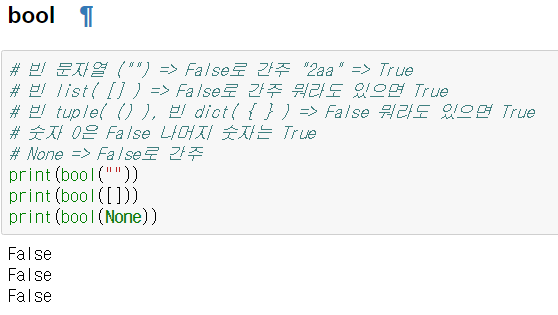 bool ¶
# 빈 문자열 ("") => False로 간주 "2aa" => True
# 빈 list( [] ) => False로 간주 뭐라도 있으면 True
# 빈 tuple( () ), 빈 dict( { } ) => False 뭐라도 있으면 True
# 숫자 0은 False 나머지 숫자는 True
# None => False로 간주
print(bool(""))
print(bool([]))
print(bool(None))
False
False
False